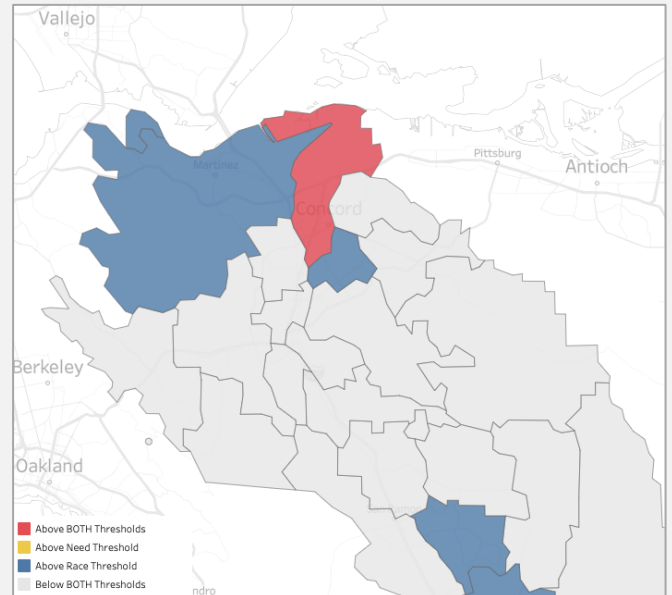 Vallejo
Martinez
Pittsburg
Antioch
Concord
Berkeley
Oakland
Above BOTH Thresholds
Above Need Threshold
Above Race Threshold
Below BOTH Thresholds
ndro